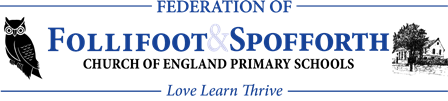 FEDERATION OF
FOLLIFOOT & SPOFFORTH
CHURCH OF ENGLAND PRIMARY SCHOOLS
Love Learn Thrive